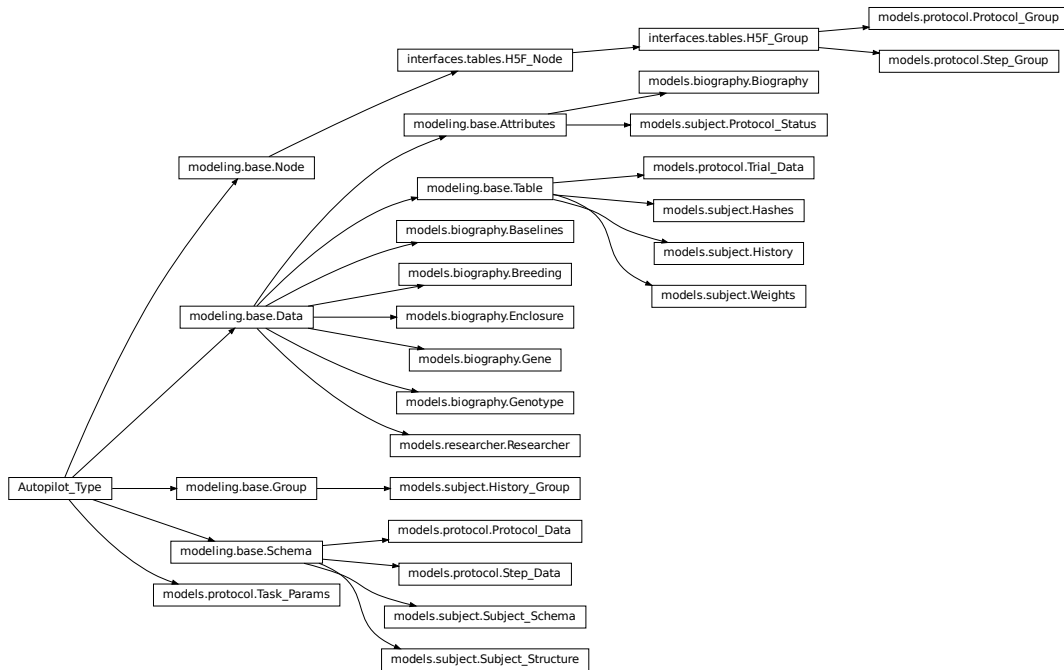 models.protocol.Protocol_Group
interfaces.tables.H5F_Group
interfaces.tables.H5F_Node
models.protocol.Step_Group
models.biography.Biography
modeling.base.Attributes
models.subject.Protocol_Status
modeling.base.Node
models.protocol.Trial_Data
modeling.base.Table
models.subject.Hashes
models.biography.Baselines
models.subject.History
models.biography.Breeding
models.subject.Weights
modeling.base.Data
models.biography.Enclosure
models.biography.Gene
models.biography.Genotype
models.researcher.Researcher
Autopilot_Type
modeling.base.Group
models.subject.History_Group
models.protocol.Protocol_Data
modeling.base.Schema
models.protocol.Step_Data
models.protocol.Task_Params
models.subject.Subject_Schema
models.subject.Subject_Structure